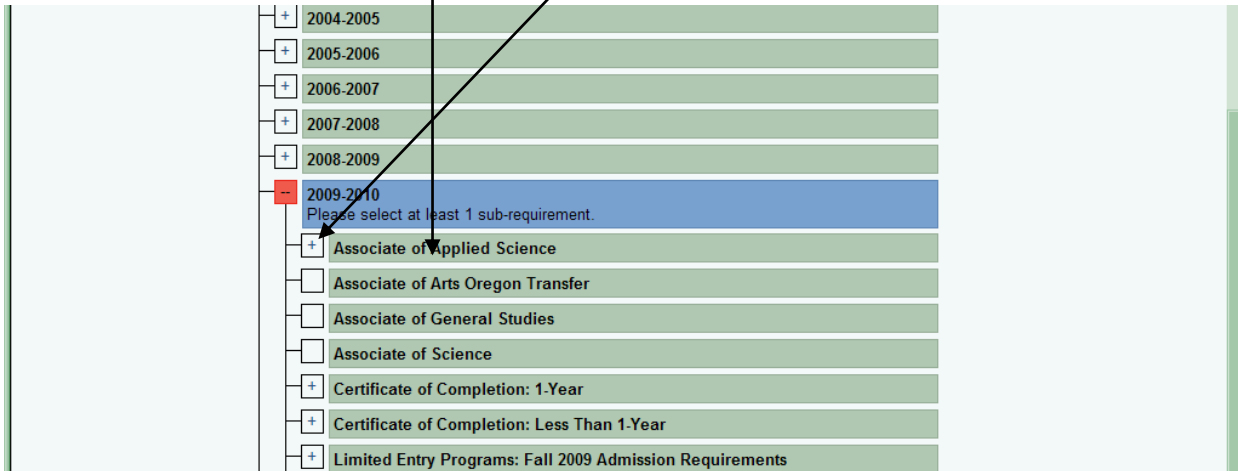 + 2004-2005
+ 2005-2006
+ 2006-2007
+ 2007-2008
+ 2008-2009
-- 2009-2010
Please select at least 1 sub-requirement.
+ Associate of Applied Science
Associate of Arts Oregon Transfer
Associate of General Studies
Associate of Science
+ Certificate of Completion: 1-Year
+ Certificate of Completion: Less Than 1-Year
+ Limited Entry Programs: Fall 2009 Admission Requirements